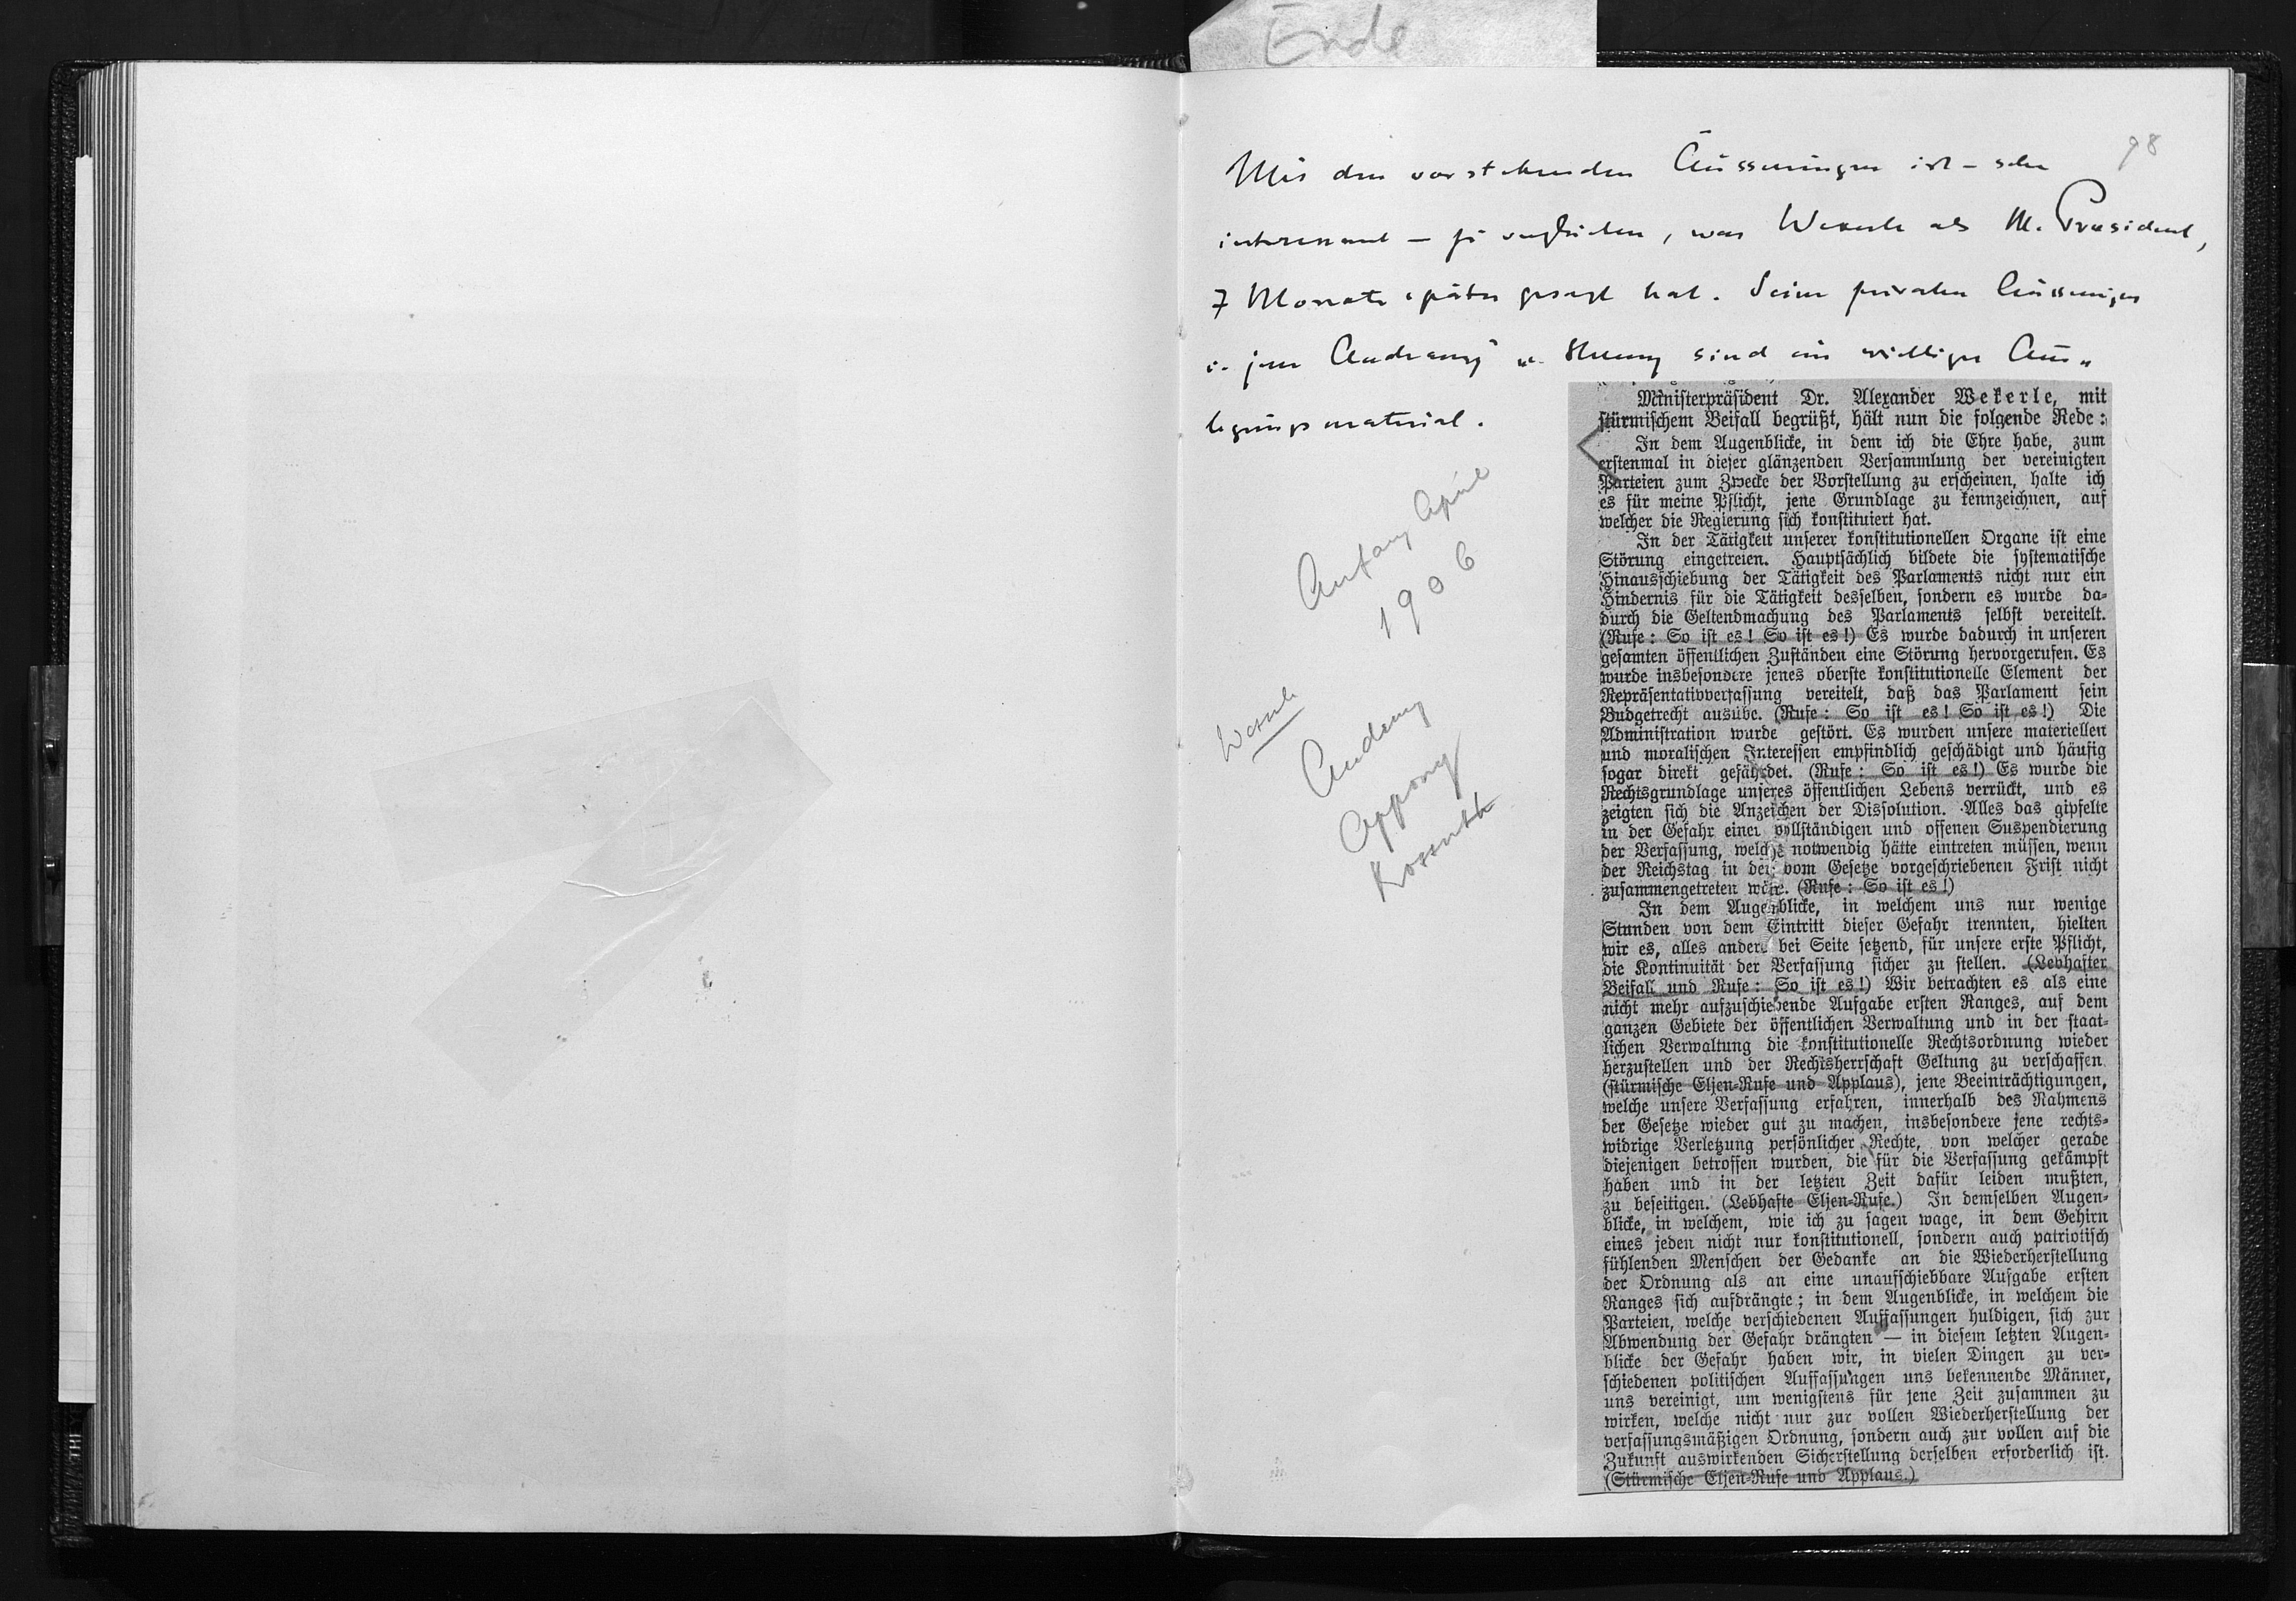 Ende
98
Mit den vorstehenden Äusserungen ist – sehr
interessant – zu vergleichen, was Wekerle als M. Präsident,
7 Monate später gesagt hat. Seine privaten Äusserungen
u. jene Andrassy u. sind ein wichtiges Aus„
legungsmaterial.
Anfang April
1906
Wekerle
Andrassy
Appony
Kossuth
Ministerpräsident Dr. Alexander Wekerle, mit
stürmischem Beifall begrüßt, hält nun die folgende Rede:
In dem Augenblicke, in dem ich die Ehre habe, zum
erstenmal in dieser glänzenden Versammlung der vereinigten
Parteien zum Zwecke der Vorstellung zu erscheinen, halte ich
es für meine Pflicht, jene Grundlage zu kennzeichnen, auf
welcher die Regierung sich konstituiert hat.
In der Tätigkeit unserer konstitutionellen Organe ist eine
Störung eingetreten. Hauptsächlich bildete die systematische
Hinausschiebung der Tätigkeit des Parlaments nicht nur ein
Hindernis für die Tätigkeit desselben, sondern es wurde da-
durch die Geltendmachung des Parlaments selbst vereitelt.
(Rufe: So ist es! So ist es!) Es wurde dadurch in unseren
gesamten öffentlichen Zuständen eine Störung hervorgerufen. Es
wurde insbesondere jenes oberste konstitutionelle Element der
Repräsentativverfassung vereitelt, daß das Parlament sein
Budgetrecht ausübe. (Rufe: So ist es! So ist es!) Die
Administration wurde gestört. Es wurden unsere materiellen
und moralischen Interessen empfindlich geschädigt und häufig
sogar direkt gefährdet. (Rufe: So ist es!) Es wurde die
Rechtsgrundlage unseres öffentlichen Lebens verrückt, und es
zeigten sich die Anzeichen der Dissolution. Alles das gipfelte
in der Gefahr einer vollständigen und offenen Suspendierung
der Verfassung, welche notwendig hätte eintreten müssen, wenn
der Reichstag in der vom Gesetze vorgeschriebenen Frist nicht
zusammengetreten wäre. (Rufe: So ist es!)
In dem Augenblicke, in welchem uns nur wenige
Stunden von dem Eintritt dieser Gefahr trennten, hielten
wir es, alles andere bei Seite setzend, für unsere erste Pflicht,
die Kontinuität der Verfassung sicher zu stellen. (Lebhafter
Beifall und Rufe: So ist es!) Wir betrachten es als eine
nicht mehr aufzuschiebende Aufgabe ersten Ranges, auf dem
ganzen Gebiete der öffentlichen Verwaltung und in der staat-
lichen Verwaltung die konstitutionelle Rechtsordnung wieder
herzustellen und der Rechtsherrschaft Geltung zu verschaffen
(stürmische Eljen-Rufe und Applaus), jene Beeinträchtigungen,
welche unsere Verfassung erfahren, innerhalb des Rahmens
der Gesetze wieder gut zu machen, insbesondere jene rechts-
widrige Verletzung persönlicher Rechte, von welcher gerade
diejenigen betroffen wurden, die für die Verfassung gekämpft
haben und in der letzten Zeit dafür leiden mußten,
zu beseitigen. (Lebhafte Eljen-Rufe.) In demselben Augen-
blicke, in welchem, wie ich zu sagen wage, in dem Gehirn
eines jeden nicht nur konstitutionell, sondern auch patriotisch
fühlenden Menschen der Gedanke an die Wiederherstellung
der Ordnung als an eine unaufschiebbare Aufgabe ersten
Ranges sich aufdrängte; in dem Augenblicke, in welchem die
Parteien, welche verschiedenen Auffassungen huldigen, sich zur
Abwendung der Gefahr drängten — in diesem letzten Augen-
blicke der Gefahr haben wir, in vielen Dingen zu ver-
schiedenen politischen Auffassungen uns bekennende Männer,
uns vereinigt, um wenigstens für jene Zeit zusammen zu
wirken, welche nicht nur zur vollen Wiederherstellung der
verfassungsmäßigen Ordnung, sondern auch zur vollen auf die
Zukunft auswirkenden Sicherstellung derselben erforderlich ist.
(Stürmische Eljen-Rufe und Applaus.)